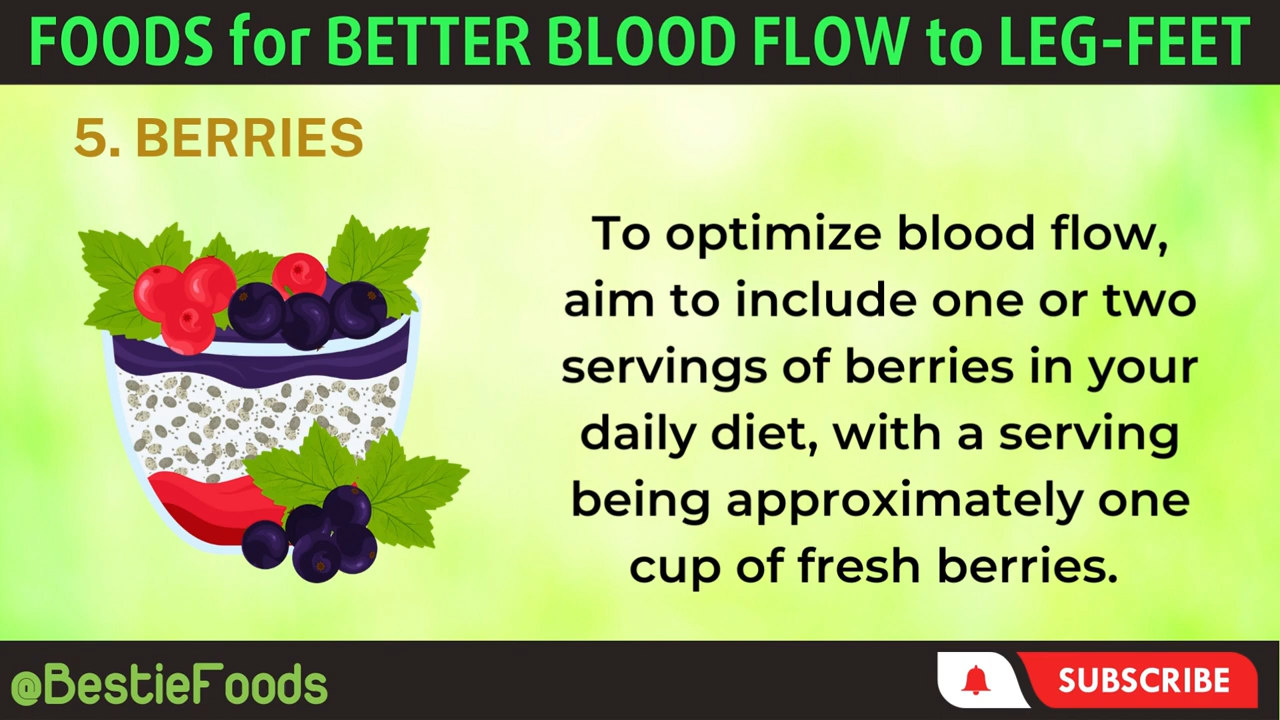 FOODS for BETTER BLOOD FLOW to LEG-FEET
5. BERRIES
To optimize blood flow,
aim to include one or two
servings of berries in your
daily diet, with a serving
being approximately one
cup of fresh berries.
@BestieFoods
SUBSCRIBE